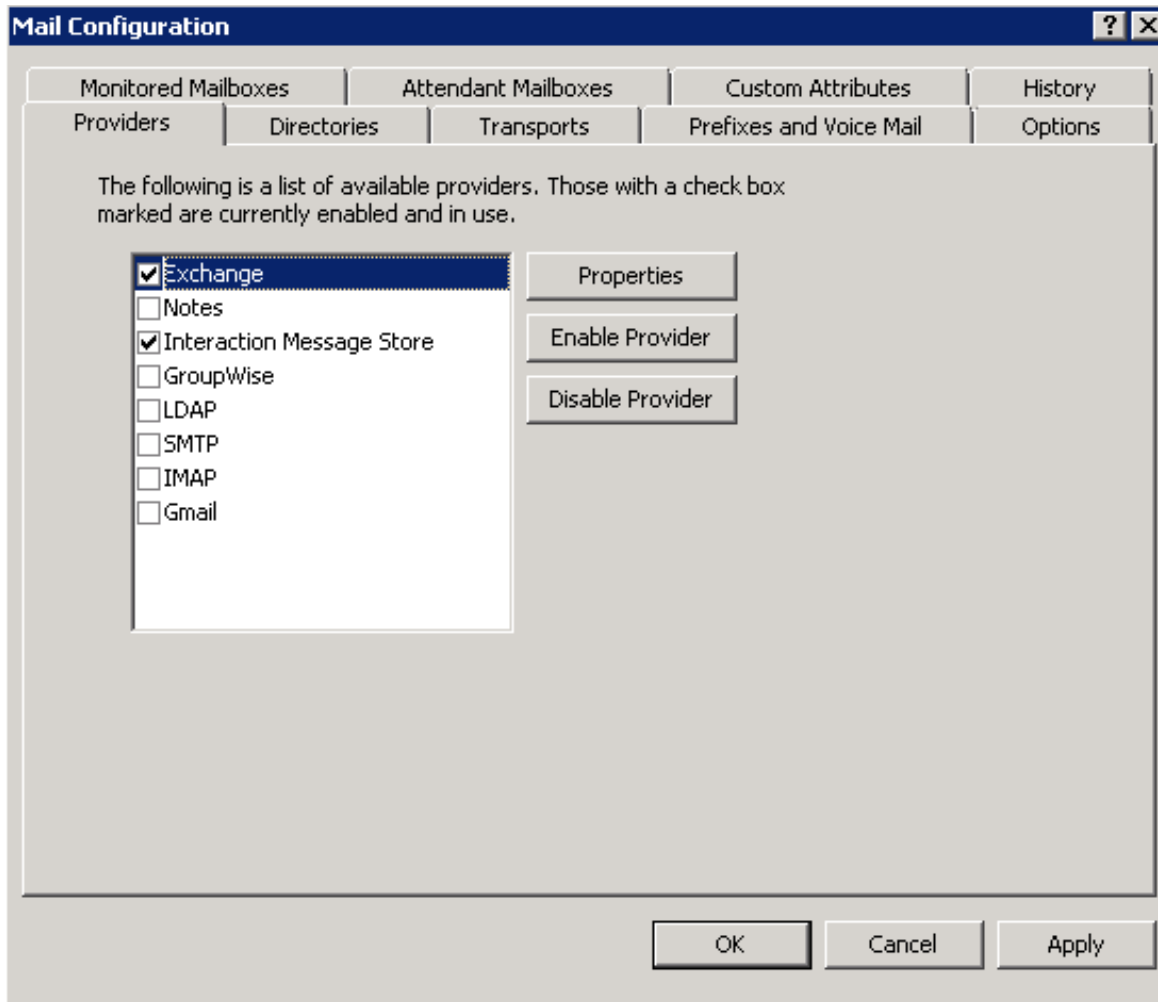 Mail Configuration
Monitored Mailboxes
Attendant Mailboxes
Custom Attributes
History
Providers
Directories
Transports
Prefixes and Voice Mail
Options
The following is a list of available providers. Those with a check box
marked are currently enabled and in use.
Exchange
Notes
Interaction Message Store
GroupWise
LDAP
SMTP
IMAP
Gmail
Properties
Enable Provider
Disable Provider
OK
Cancel
Apply